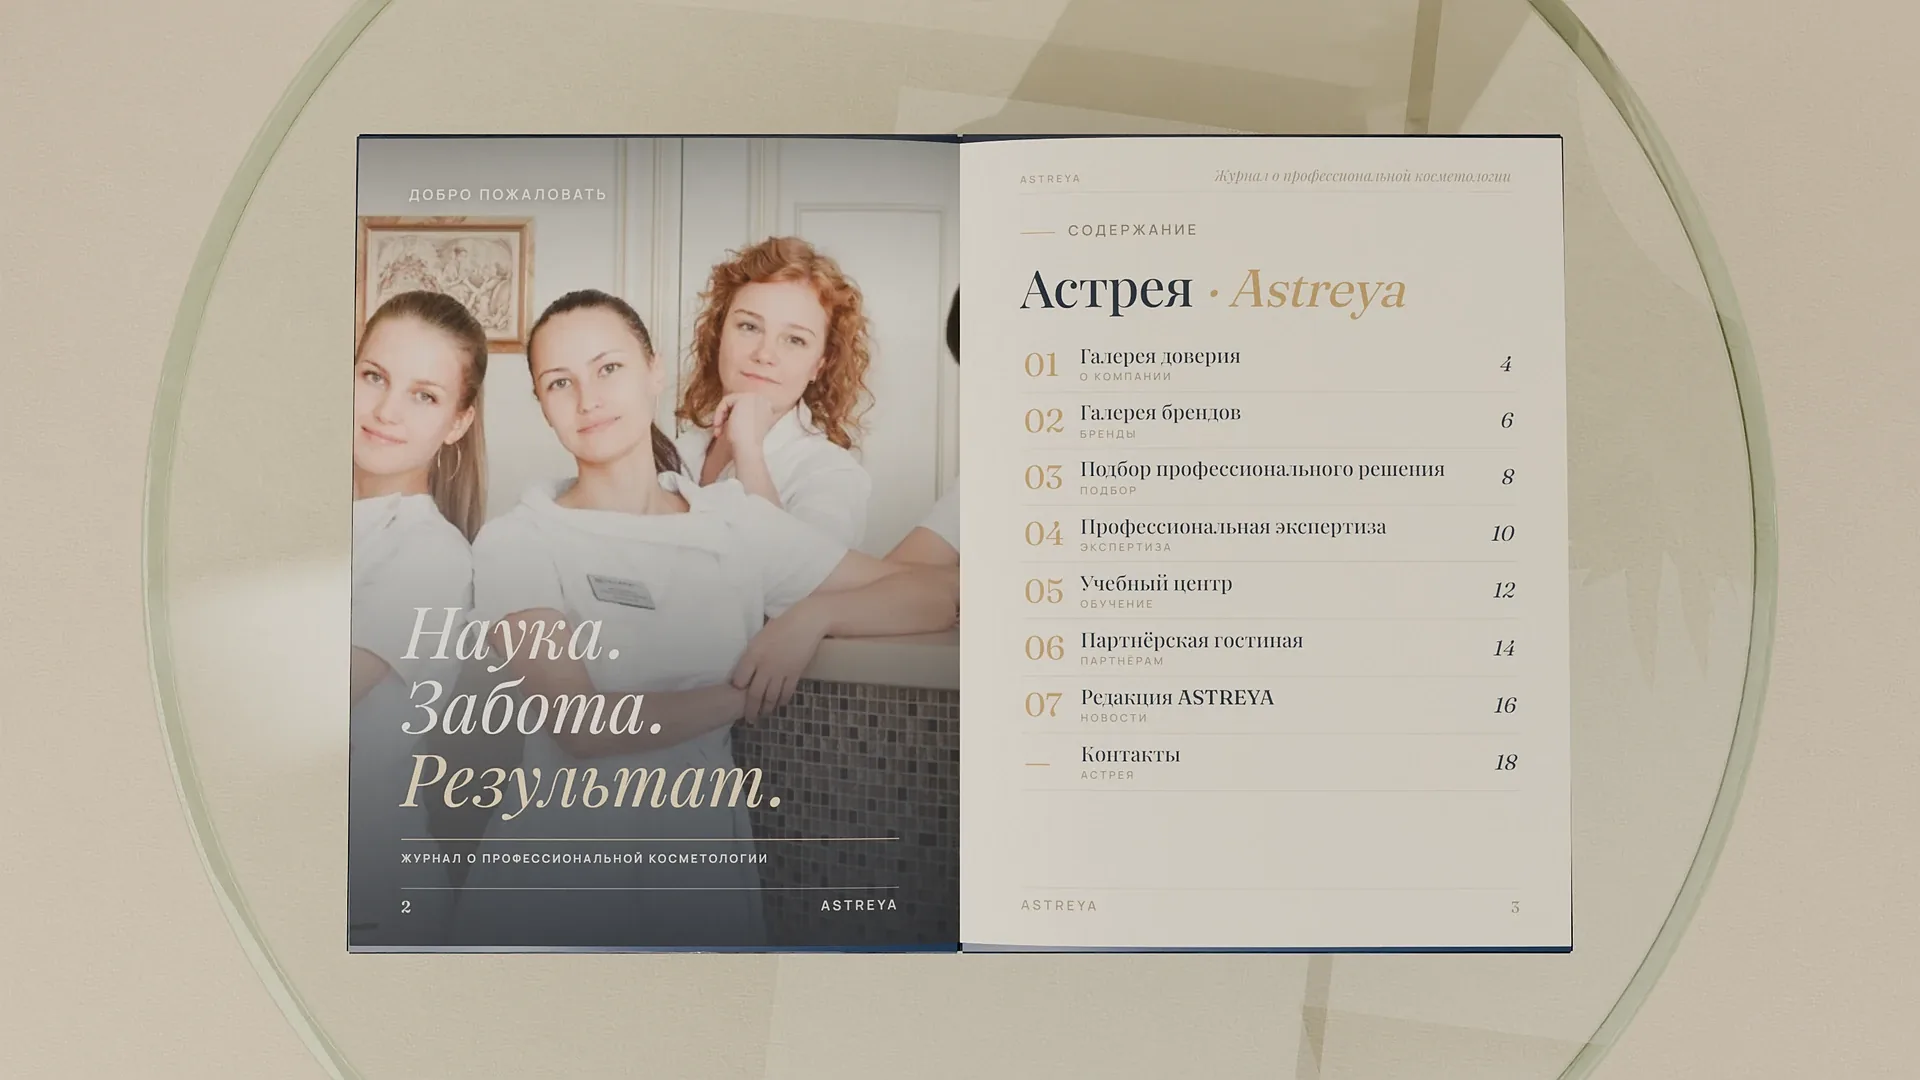 ДОБРО ПОЖАЛОВАТЬ
Наука.
Забота.
Результат.
ЖУРНАЛ О ПРОФЕССИОНАЛЬНОЙ КОСМЕТОЛОГИИ
2 ASTREYA
ASTREYA Журнал о профессиональной косметологии
СОДЕРЖАНИЕ
Астрея · Astreya
01 Галерея доверия 4
О КОМПАНИИ
02 Галерея брендов 6
БРЕНДЫ
03 Подбор профессионального решения 8
ПОДБОР
04 Профессиональная экспертиза 10
ЭКСПЕРТИЗА
05 Учебный центр 12
ОБУЧЕНИЕ
06 Партнёрская гостиная 14
ПАРТНЁРАМ
07 Редакция ASTREYA 16
НОВОСТИ
— Контакты 18
АСТРЕЯ
ASTREYA 3